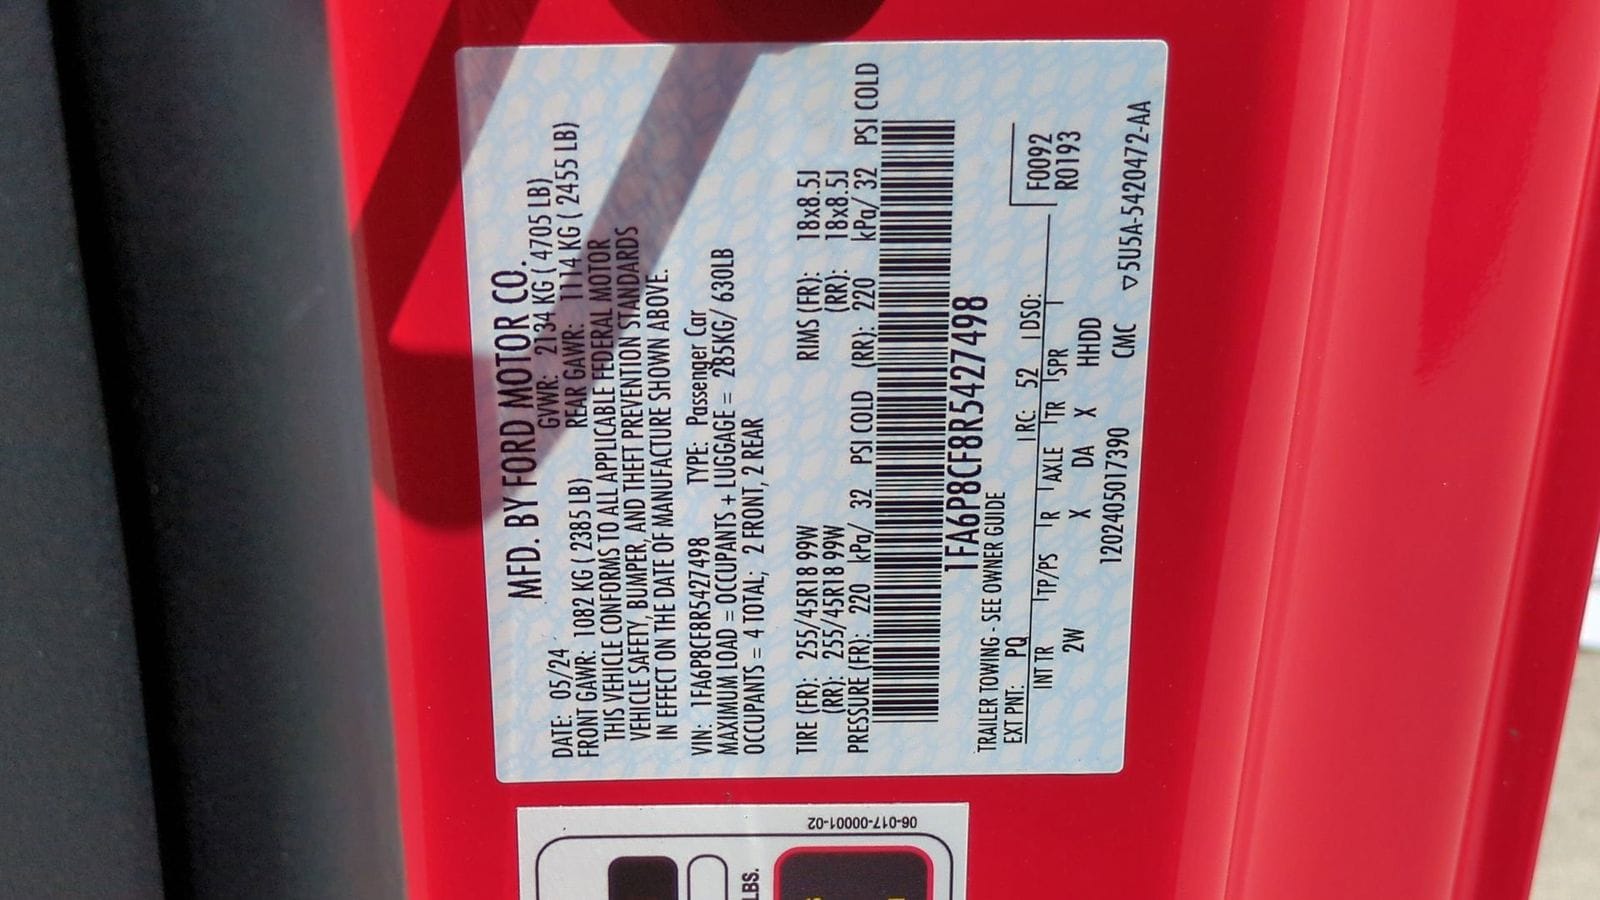 MFD. BY FORD MOTOR CO.
DATE: 05/24 GVWR: 2134 KG ( 4705 LB)
FRONT GAWR: 1082 KG ( 2385 LB) REAR GAWR: 1114 KG ( 2455 LB)
THIS VEHICLE CONFORMS TO ALL APPLICABLE FEDERAL MOTOR
VEHICLE SAFETY, BUMPER, AND THEFT PREVENTION STANDARDS
IN EFFECT ON THE DATE OF MANUFACTURE SHOWN ABOVE.
VIN: 1FA6P8CF8R5427498 TYPE: Passenger Car
MAXIMUM LOAD = OCCUPANTS + LUGGAGE = 285KG/ 630LB
OCCUPANTS = 4 TOTAL; 2 FRONT, 2 REAR
TIRE (FR): 255/45R18 99W RIMS (FR): 18x8.5J
(RR): 255/45R18 99W (RR): 18x8.5J
PRESSURE (FR): 220 kPa/ 32 PSI COLD (RR): 220 kPa/ 32 PSI COLD
1FA6P8CF8R5427498
TRAILER TOWING - SEE OWNER GUIDE
EXT PNT: PQ RC: 52 DSO: F0092
INT TR TP/PS R AXLE TR SPR R0193
2W X DA X HHDD
1202405017390 CMC ▽5U5A-5420472-AA
06-017-00001-02
LBS.